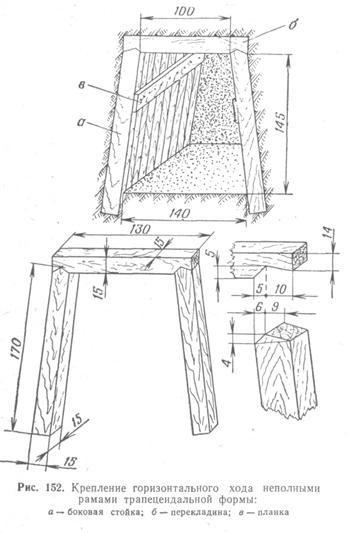 100
б
в
а
145
140
130
15
15
170
15
15
14
5
5
10
6
9
4
Рис. 152. Крепление горизонтального хода неполными
рамами трапецеидальной формы:
а — боковая стойка; б — перекладина; в — планка